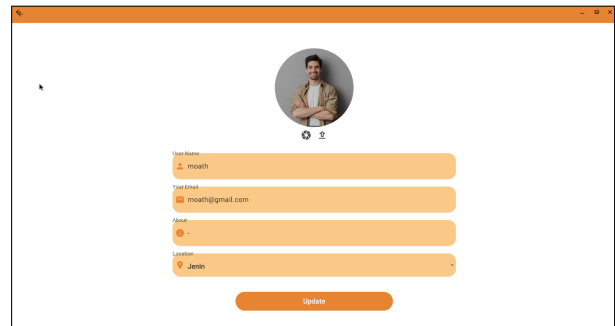 User Name
moath
Your Email
moath@gmail.com
About
-
Location
Jenin
Update